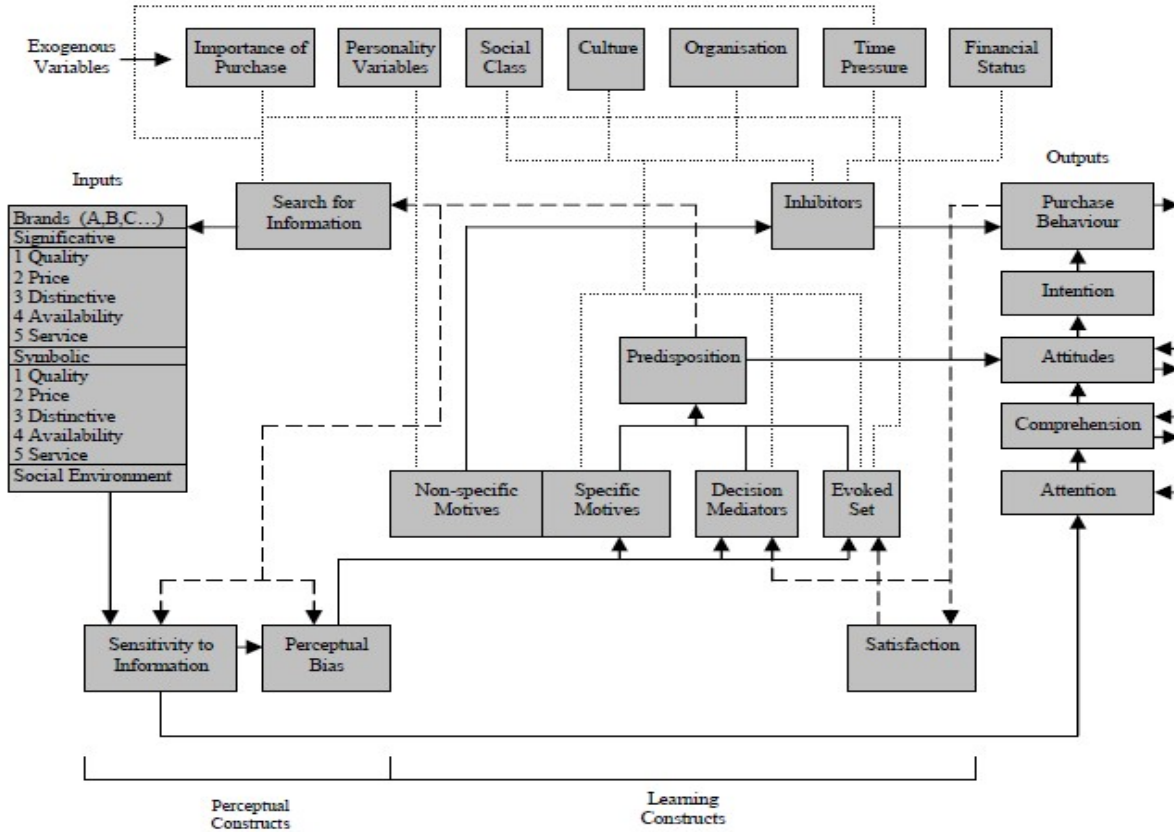 Exogenous
Variables
Importance of
Purchase
Personality
Variables
Social
Class
Culture
Organisation
Time
Pressure
Financial
Status
Inputs
Outputs
Brands (A,B,C…)
Significative
1 Quality
2 Price
3 Distinctive
4 Availability
5 Service
Symbolic
1 Quality
2 Price
3 Distinctive
4 Availability
5 Service
Social Environment
Search for
Information
Inhibitors
Purchase
Behaviour
Intention
Predisposition
Attitudes
Comprehension
Non-specific
Motives
Specific
Motives
Decision
Mediators
Evoked
Set
Attention
Sensitivity to
Information
Perceptual
Bias
Satisfaction
Perceptual
Constructs
Learning
Constructs